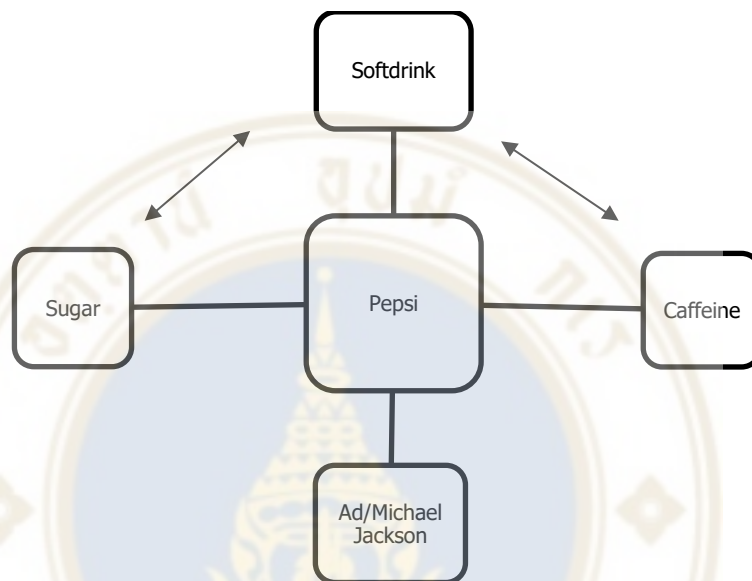 Softdrink
Sugar
Pepsi
Caffeine
Ad/Michael
Jackson